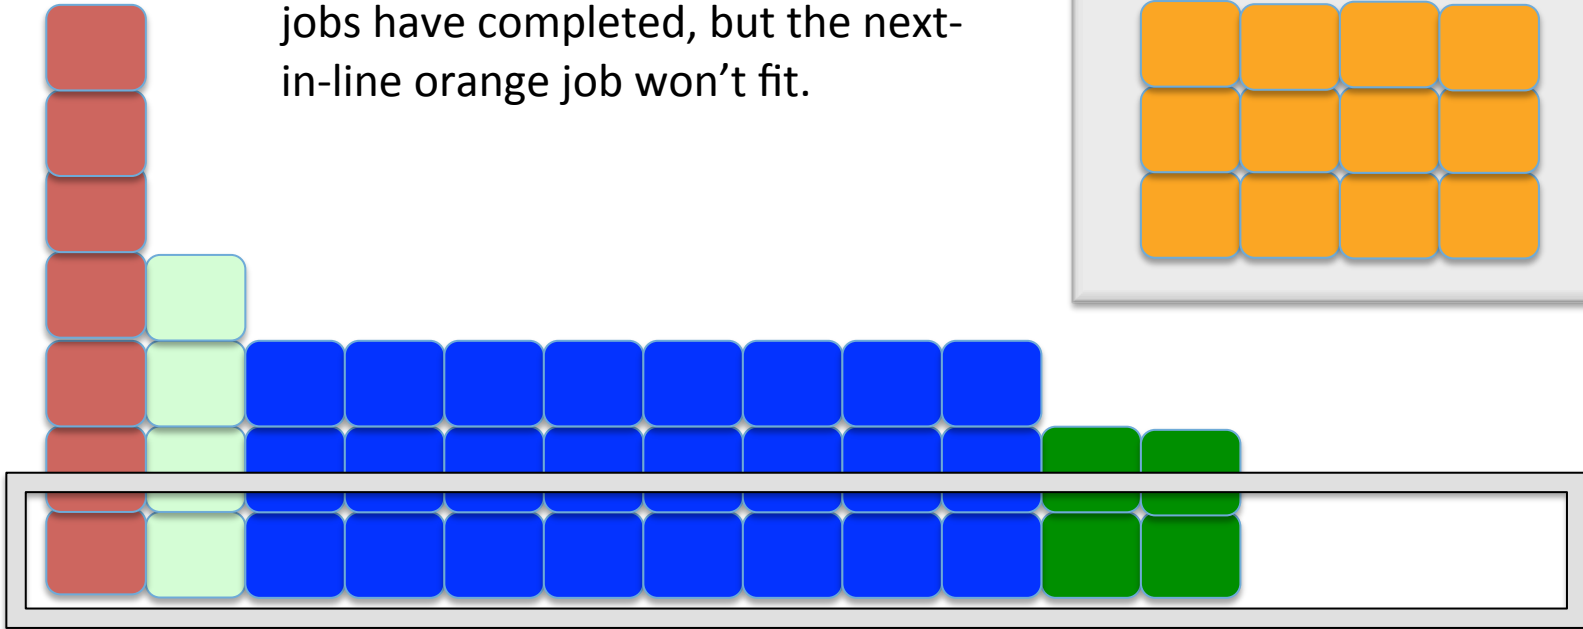 jobs have completed, but the next-
in-line orange job won’t fit.